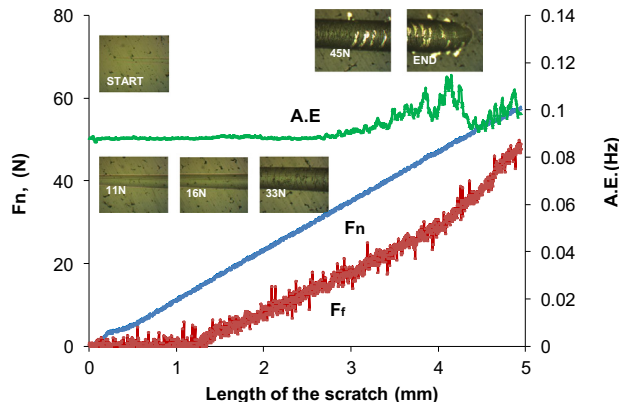 80
60
40
20
0
Fn, (N)
0.14
0.12
0.1
0.08
0.06
0.04
0.02
0
A.E.(Hz)
START
45N
END
A.E
11N
16N
33N
Fn
Ff
0 1 2 3 4 5
Length of the scratch (mm)